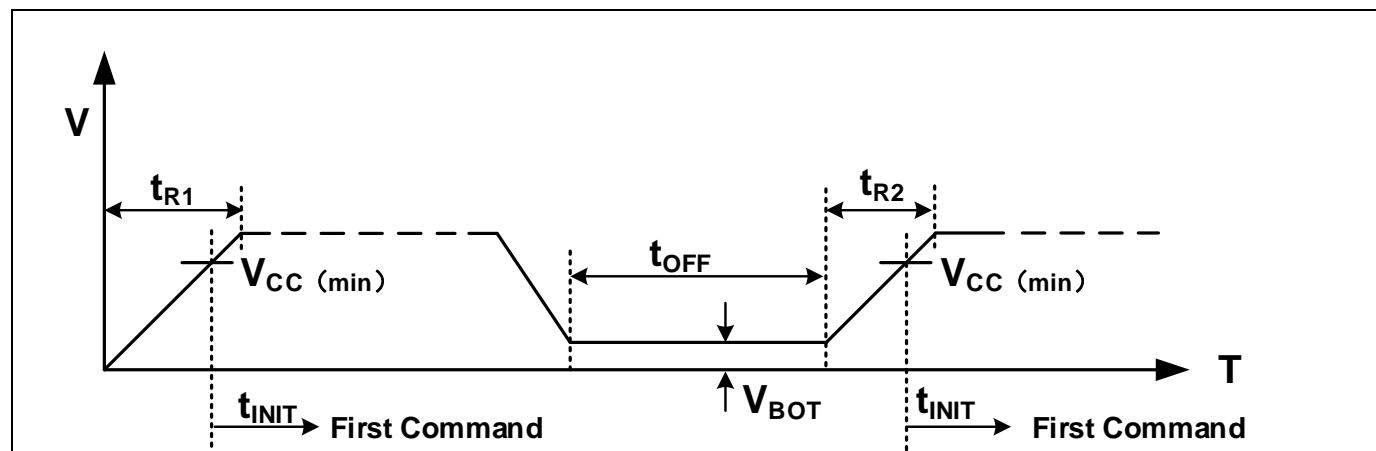 V
tR1
tR2
tOFF
VCC（min）
VCC（min）
T
VBOT
tINIT
First Command
tINIT
First Command